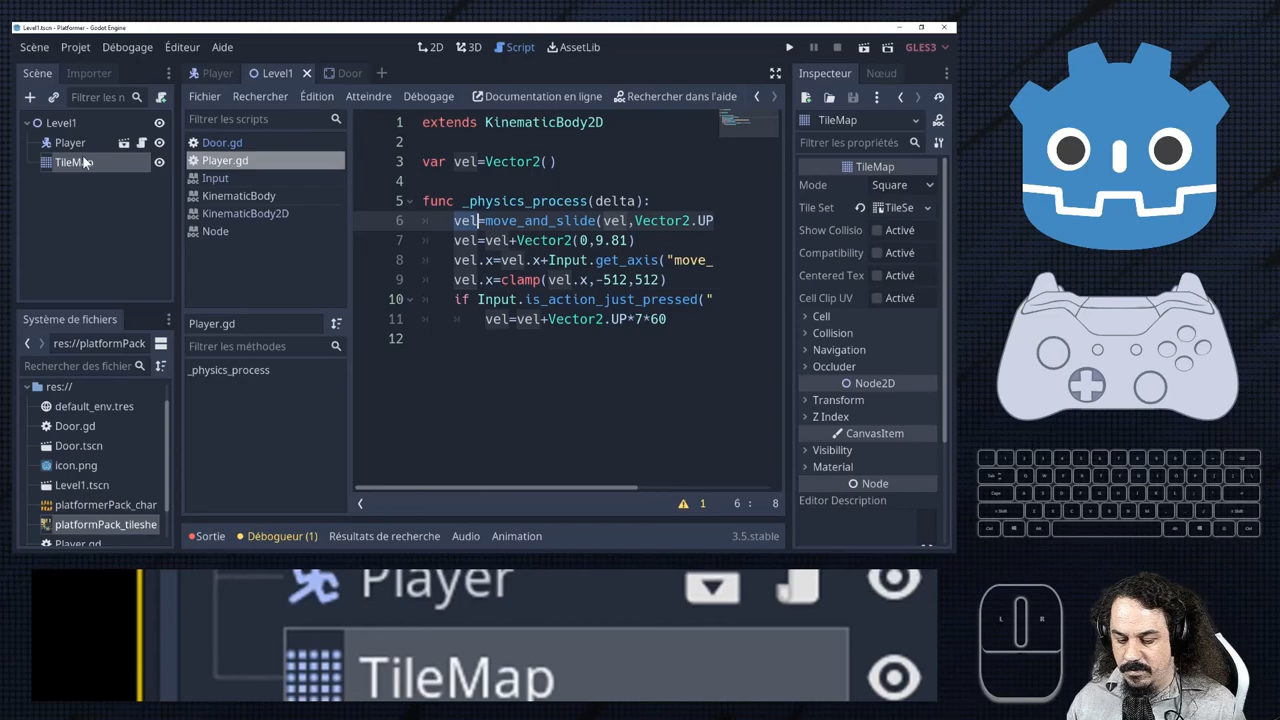 Level1.tscn - Platformer - Godot Engine
Scène Projet Débogage Éditeur Aide
2D 3D Script AssetLib
GLES3
Scène Importer
Filtrer les n
Level1
Player
TileMap
Système de fichiers
res://platformPack
Rechercher des fichier
res://
default_env.tres
Door.gd
Door.tscn
icon.png
Level1.tscn
platformerPack_char
platformPack_tileshe
Player.gd
Player Level1 Door
Fichier Rechercher Édition Atteindre Débogage Documentation en ligne Rechercher dans l'aide
Filtrer les scripts
Door.gd
Player.gd
Input
KinematicBody
KinematicBody2D
Node
Player.gd
Filtrer les méthodes
_physics_process
1 extends KinematicBody2D
2
3 var vel=Vector2()
4
5 func _physics_process(delta):
6 vel=move_and_slide(vel,Vector2.UP
7 vel=vel+Vector2(0,9.81)
8 vel.x=vel.x+Input.get_axis("move_
9 vel.x=clamp(vel.x,-512,512)
10 if Input.is_action_just_pressed("
11 vel=vel+Vector2.UP*7*60
12
1 6 : 8
Sortie Débogueur (1) Résultats de recherche Audio Animation 3.5.stable
Inspecteur Nœud
TileMap
Filtrer les propriétés
TileMap
Mode Square
Tile Set TileSe
Show Collisio Activé
Compatibility Activé
Centered Tex Activé
Cell Clip UV Activé
Cell
Collision
Navigation
Occluder
Node2D
Transform
Z Index
CanvasItem
Visibility
Material
Node
Editor Description
Player
TileMap
L R